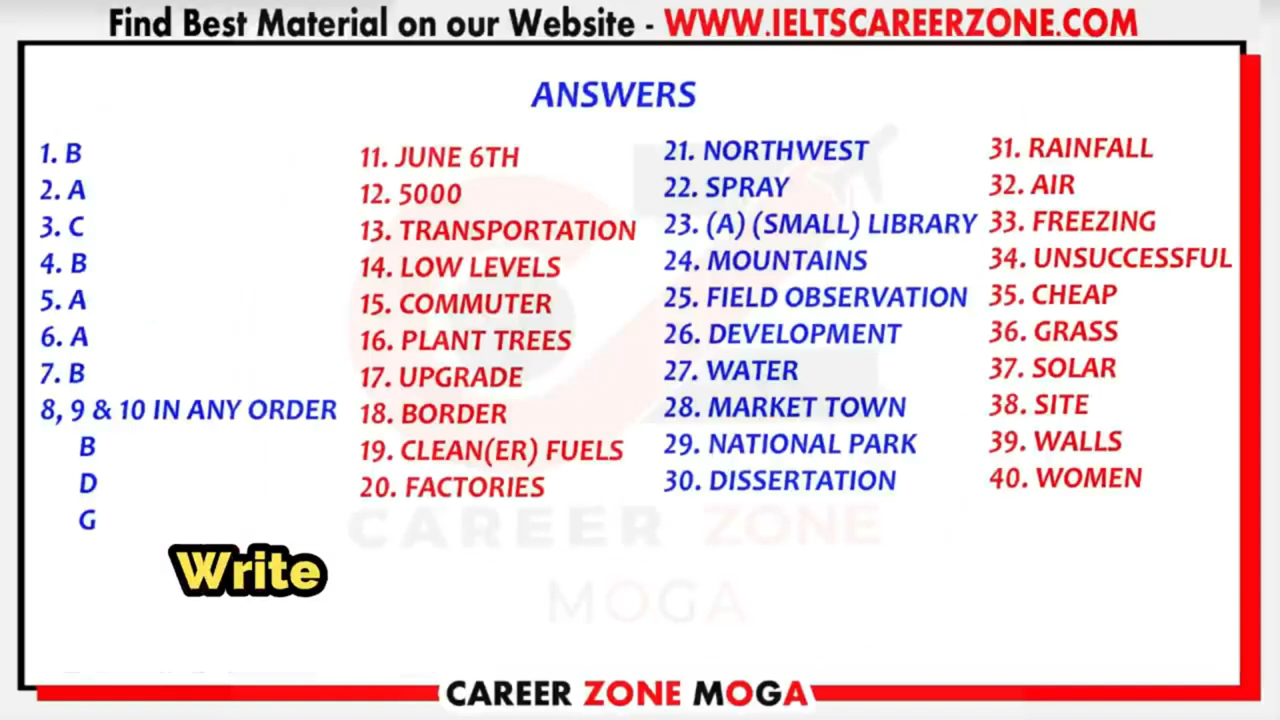 Find Best Material on our Website - WWW.IELTSCAREERZONE.COM
ANSWERS
1. B
2. A
3. C
4. B
5. A
6. A
7. B
8, 9 & 10 IN ANY ORDER
B
D
G
11. JUNE 6TH
12. 5000
13. TRANSPORTATION
14. LOW LEVELS
15. COMMUTER
16. PLANT TREES
17. UPGRADE
18. BORDER
19. CLEAN(ER) FUELS
20. FACTORIES
21. NORTHWEST
22. SPRAY
23. (A) (SMALL) LIBRARY
24. MOUNTAINS
25. FIELD OBSERVATION
26. DEVELOPMENT
27. WATER
28. MARKET TOWN
29. NATIONAL PARK
30. DISSERTATION
31. RAINFALL
32. AIR
33. FREEZING
34. UNSUCCESSFUL
35. CHEAP
36. GRASS
37. SOLAR
38. SITE
39. WALLS
40. WOMEN
CAREER ZONE
MOGA
Write
CAREER ZONE MOGA